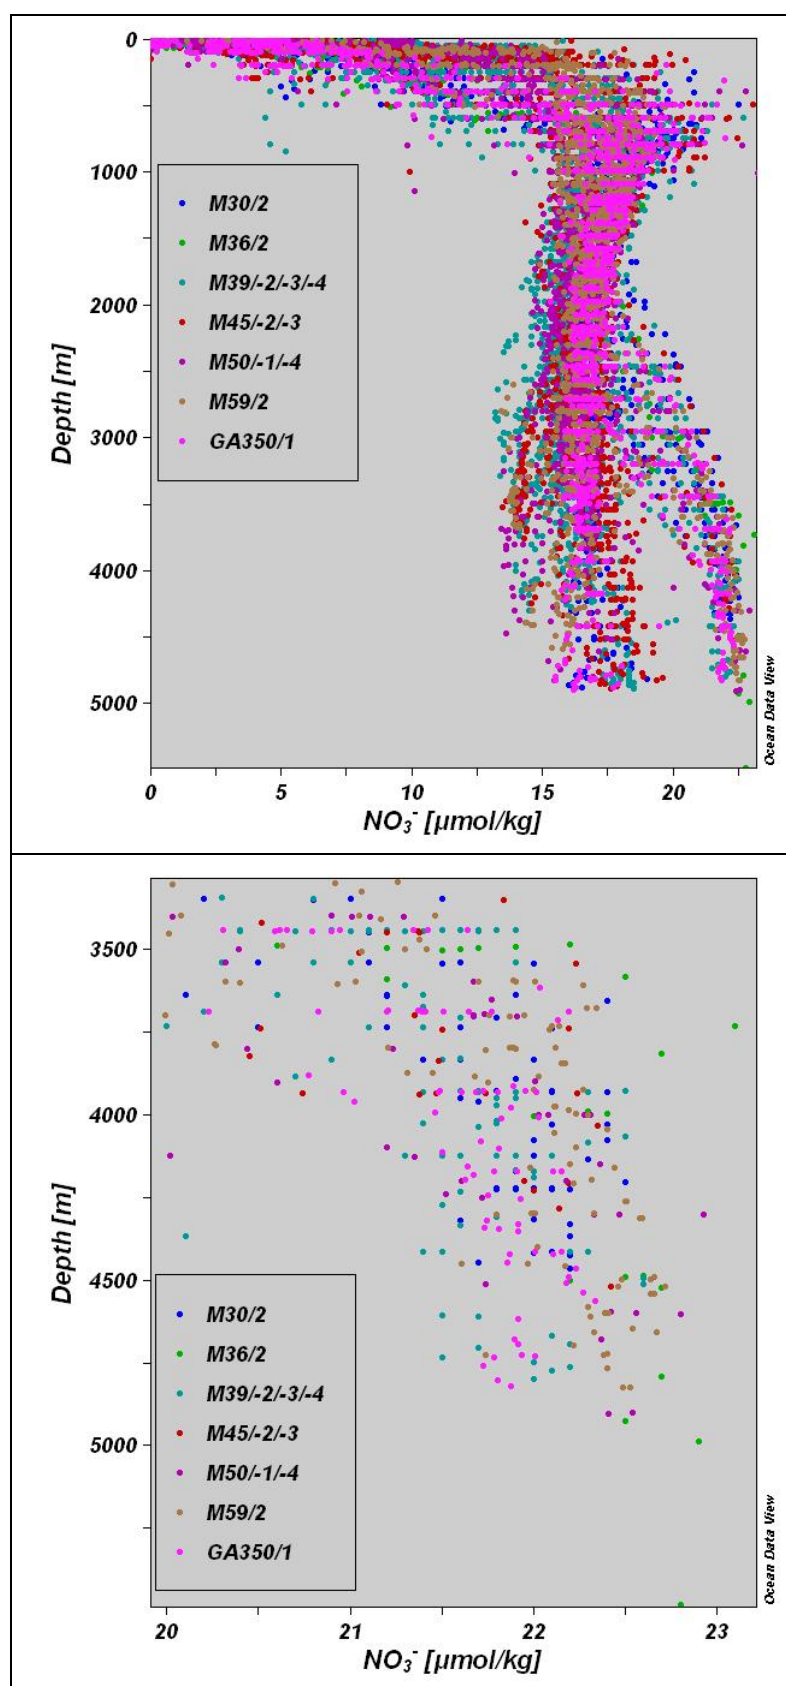 0
1000
2000
3000
4000
5000
Depth [m]
M30/2
M36/2
M39/-2/-3/-4
M45/-2/-3
M50/-1/-4
M59/2
GA350/1
Ocean Data View
0 5 10 15 20
NO₃⁻ [µmol/kg]
3500
4000
4500
5000
Depth [m]
M30/2
M36/2
M39/-2/-3/-4
M45/-2/-3
M50/-1/-4
M59/2
GA350/1
Ocean Data View
20 21 22 23
NO₃⁻ [µmol/kg]